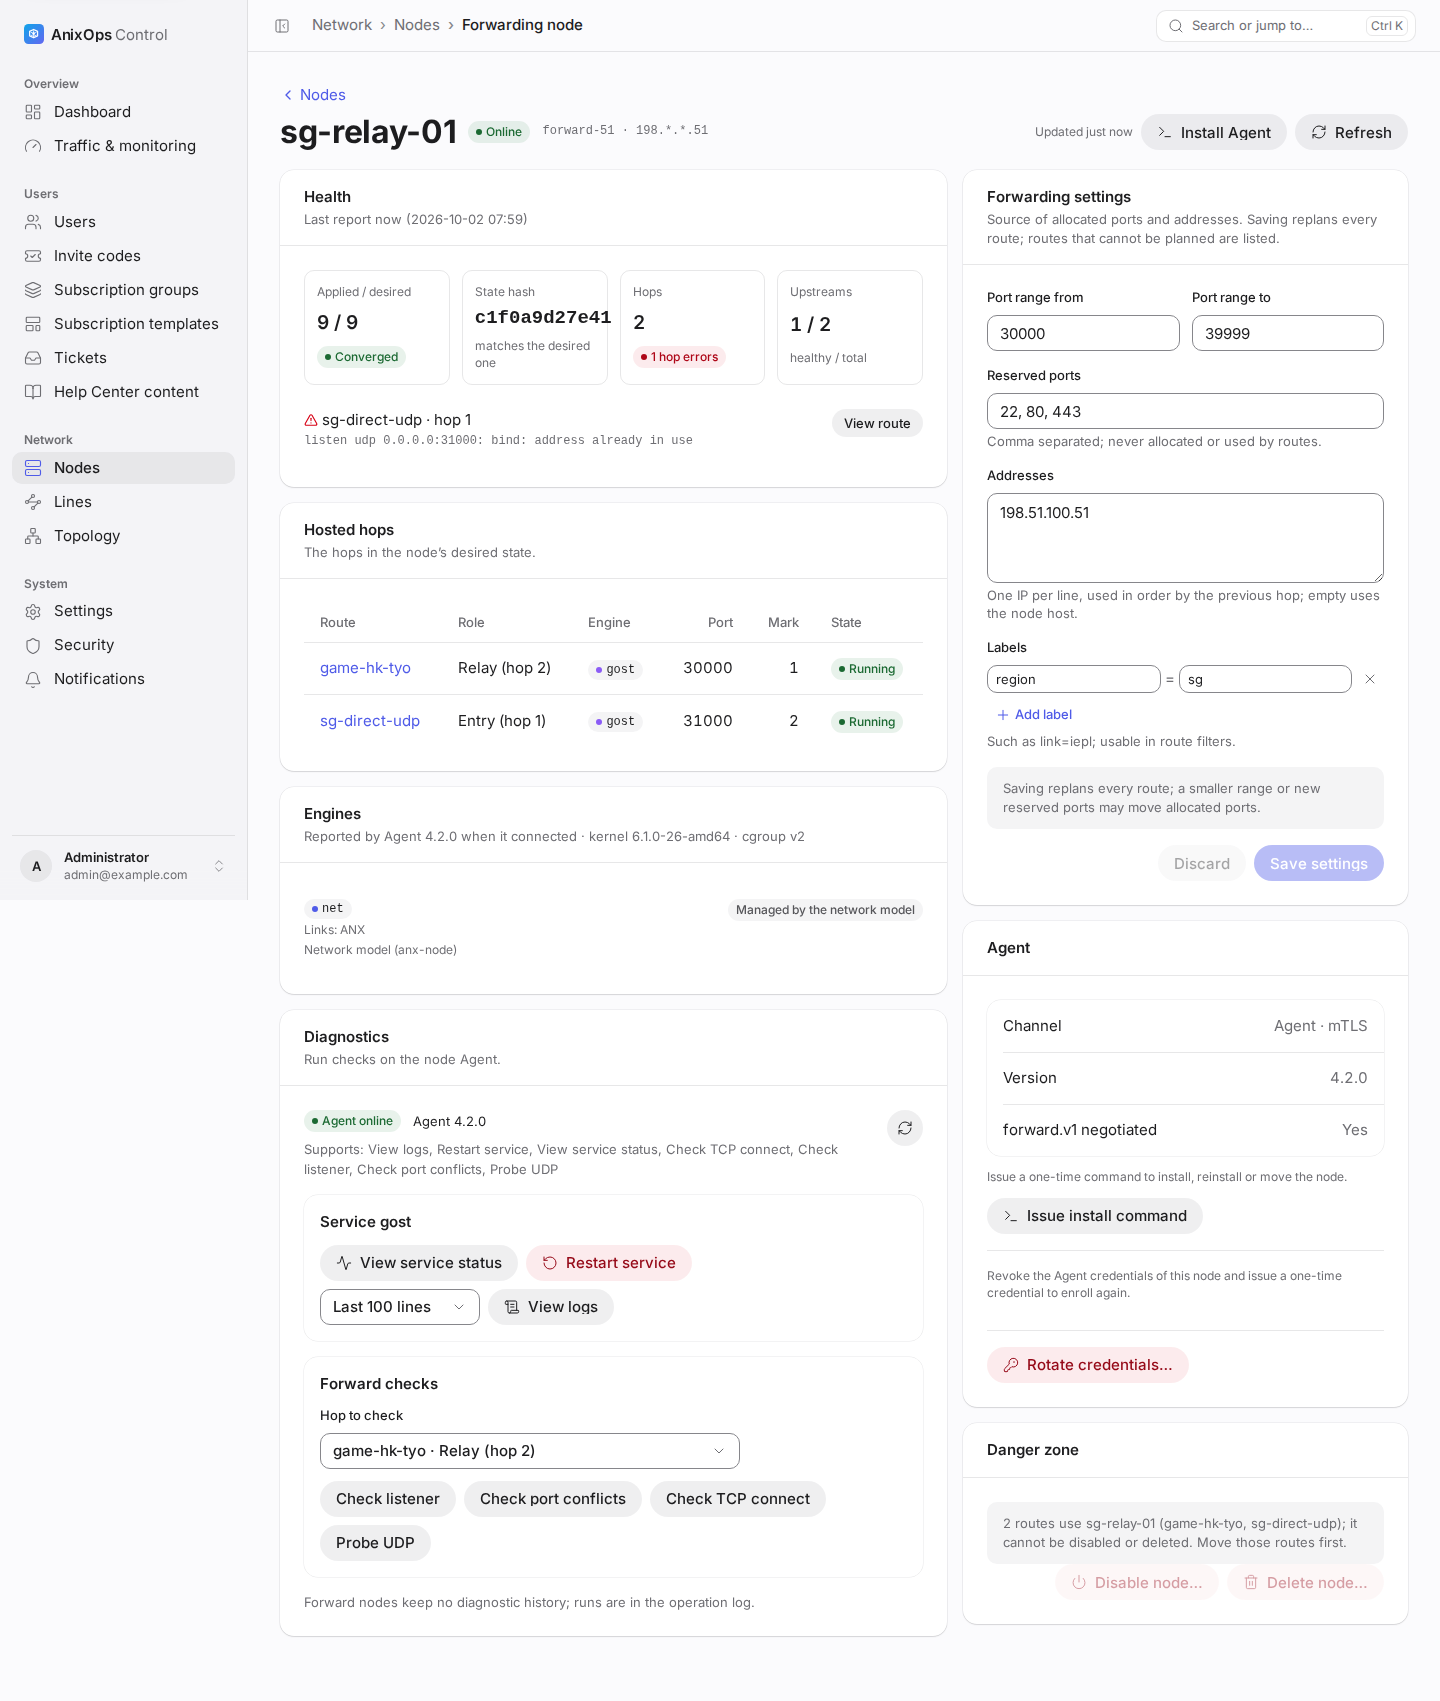 AnixOps Control
Overview
Dashboard
Traffic & monitoring
Users
Users
Invite codes
Subscription groups
Subscription templates
Tickets
Help Center content
Network
Nodes
Lines
Topology
System
Settings
Security
Notifications
A
Administrator
admin@example.com
Network › Nodes › Forwarding node
Search or jump to...
Ctrl K
Nodes
sg-relay-01
Online
forward-51 · 198.*.*.51
Updated just now
Install Agent
Refresh
Health
Last report now (2026-10-02 07:59)
Applied / desired
9 / 9
Converged
State hash
c1f0a9d27e41
matches the desired
one
Hops
2
1 hop errors
Upstreams
1 / 2
healthy / total
sg-direct-udp · hop 1
listen udp 0.0.0.0:31000: bind: address already in use
View route
Hosted hops
The hops in the node’s desired state.
Route Role Engine Port Mark State
game-hk-tyo Relay (hop 2) gost 30000 1 Running
sg-direct-udp Entry (hop 1) gost 31000 2 Running
Engines
Reported by Agent 4.2.0 when it connected · kernel 6.1.0-26-amd64 · cgroup v2
net
Links: ANX
Network model (anx-node)
Managed by the network model
Diagnostics
Run checks on the node Agent.
Agent online
Agent 4.2.0
Supports: View logs, Restart service, View service status, Check TCP connect, Check
listener, Check port conflicts, Probe UDP
Service gost
View service status
Restart service
Last 100 lines
View logs
Forward checks
Hop to check
game-hk-tyo · Relay (hop 2)
Check listener
Check port conflicts
Check TCP connect
Probe UDP
Forward nodes keep no diagnostic history; runs are in the operation log.
Forwarding settings
Source of allocated ports and addresses. Saving replans every
route; routes that cannot be planned are listed.
Port range from
30000
Port range to
39999
Reserved ports
22, 80, 443
Comma separated; never allocated or used by routes.
Addresses
198.51.100.51
One IP per line, used in order by the previous hop; empty uses
the node host.
Labels
region = sg
Add label
Such as link=iepl; usable in route filters.
Saving replans every route; a smaller range or new
reserved ports may move allocated ports.
Discard
Save settings
Agent
Channel Agent · mTLS
Version 4.2.0
forward.v1 negotiated Yes
Issue a one-time command to install, reinstall or move the node.
Issue install command
Revoke the Agent credentials of this node and issue a one-time
credential to enroll again.
Rotate credentials...
Danger zone
2 routes use sg-relay-01 (game-hk-tyo, sg-direct-udp); it
cannot be disabled or deleted. Move those routes first.
Disable node...
Delete node...